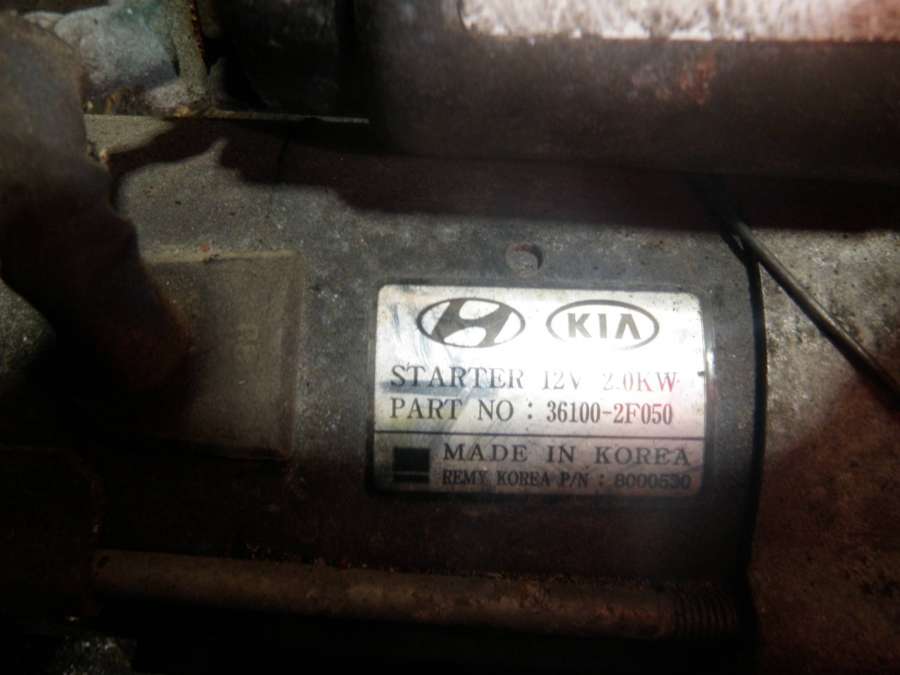 KIA
STARTER 12V 2.0KW
PART NO : 36100-2F050
MADE IN KOREA
REMY KOREA P/N : 8000530